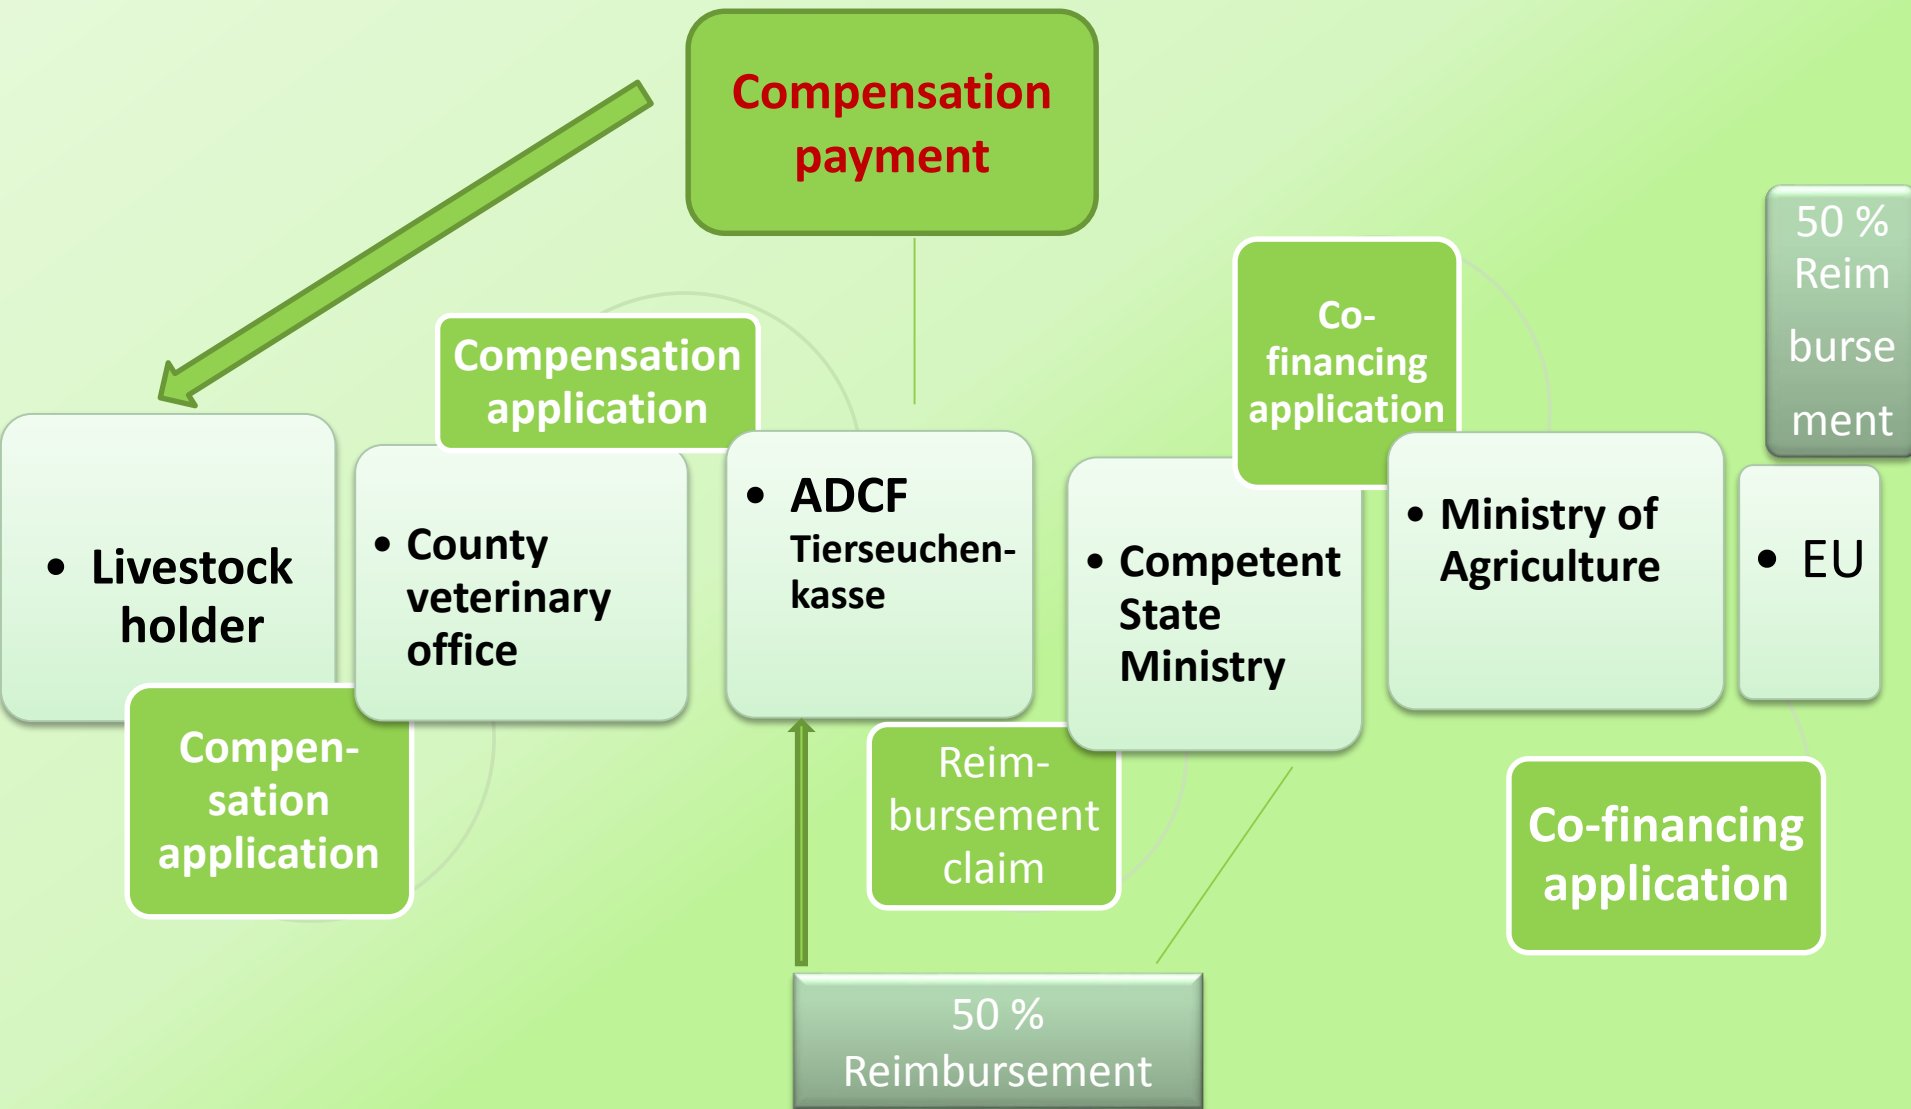 Compensation
payment
50 %
Reim
burse
ment
Compensation
application
Co-
financing
application
• Livestock
holder
• County
veterinary
office
• ADCF
Tierseuchen-
kasse
• Competent
State
Ministry
• Ministry of
Agriculture
• EU
Compen-
sation
application
Reim-
bursement
claim
Co-financing
application
50 %
Reimbursement